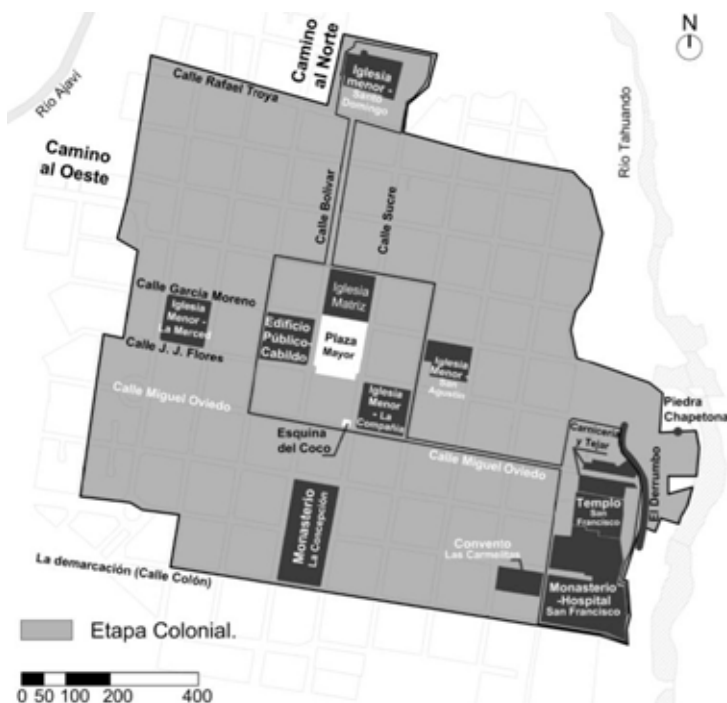 N
Camino
al Norte
Iglesia
menor -
Santo
Domingo
Calle Rafael Troya
Río Ajaví
Río Tahuando
Camino
al Oeste
Calle Bolívar
Calle Sucre
Calle García Moreno
Iglesia
Menor -
La Merced
Calle J. J. Flores
Iglesia
Matriz
Edificio
Público-
Cabildo
Plaza
Mayor
Iglesia
Menor -
San
Agustín
Calle Miguel Oviedo
Iglesia
Menor
- La
Compañía
Esquina
del Coco
Calle Miguel Oviedo
Piedra
Chapetona
Carnicería
y Tejar
El Derrumbo
Templo
San
Francisco
Monasterio
La Concepción
Convento
Las Carmelitas
Monasterio
-Hospital
San Francisco
La demarcación (Calle Colón)
Etapa Colonial.
0 50 100 200 400